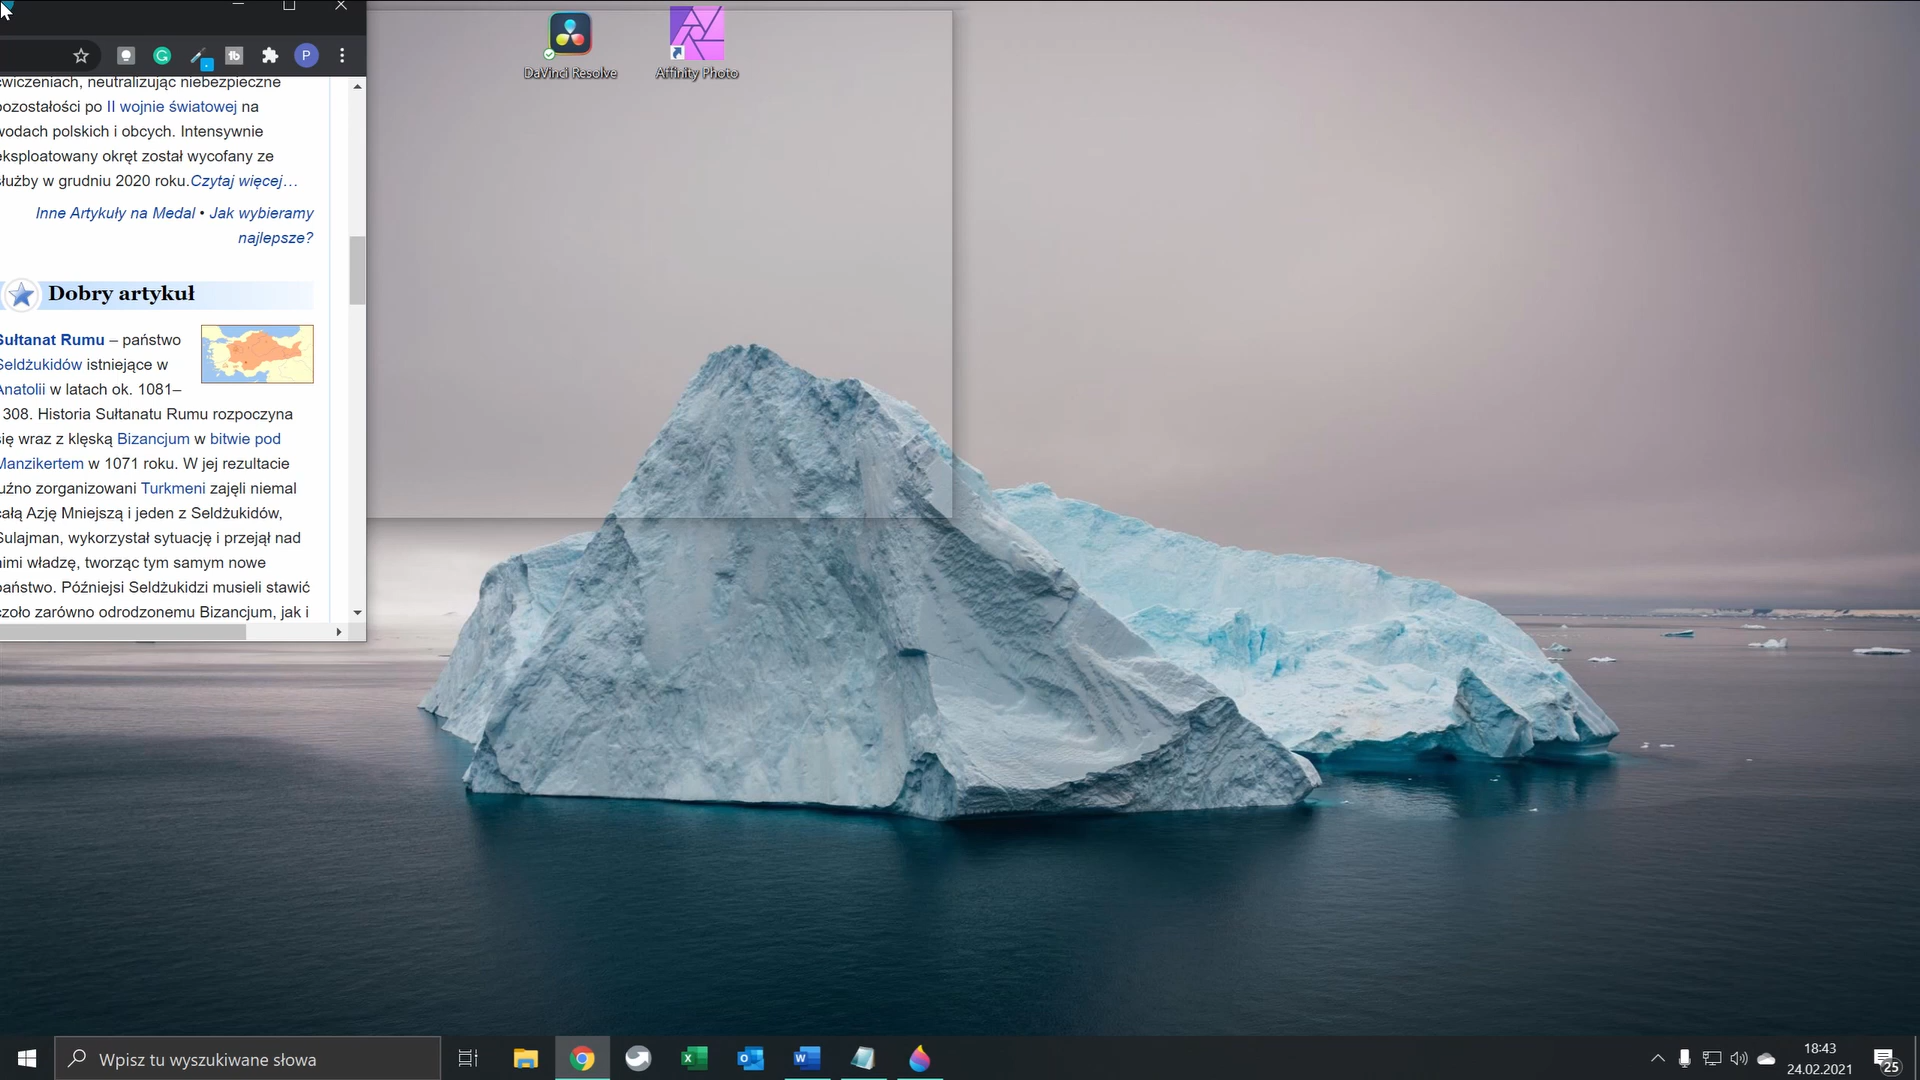 DaVinci Resolve
Affinity Photo
P
ćwiczeniach, neutralizując niebezpieczne
pozostałości po II wojnie światowej na
wodach polskich i obcych. Intensywnie
eksploatowany okręt został wycofany ze
służby w grudniu 2020 roku.Czytaj więcej…
Inne Artykuły na Medal • Jak wybieramy
najlepsze?
Dobry artykuł
Sułtanat Rumu – państwo
Seldżukidów istniejące w
Anatolii w latach ok. 1081–
308. Historia Sułtanatu Rumu rozpoczyna
się wraz z klęską Bizancjum w bitwie pod
Manzikertem w 1071 roku. W jej rezultacie
luźno zorganizowani Turkmeni zajęli niemal
całą Azję Mniejszą i jeden z Seldżukidów,
Sulajman, wykorzystał sytuację i przejął nad
nimi władzę, tworząc tym samym nowe
państwo. Późniejsi Seldżukidzi musieli stawić
czoło zarówno odrodzonemu Bizancjum, jak i
Wpisz tu wyszukiwane słowa
18:43
24.02.2021
25